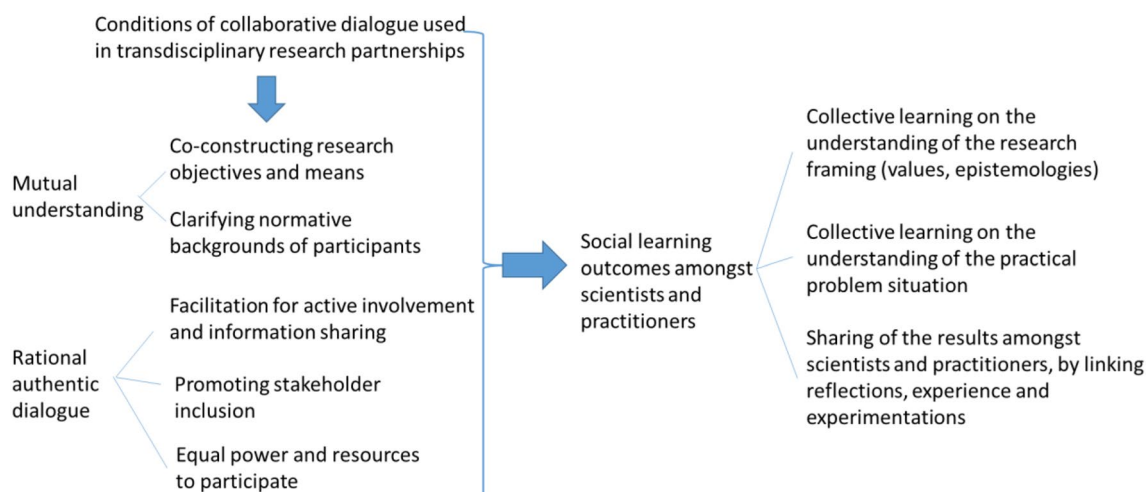 Conditions of collaborative dialogue used
in transdisciplinary research partnerships
Mutual
understanding
Co-constructing research
objectives and means
Clarifying normative
backgrounds of participants
Rational
authentic
dialogue
Facilitation for active involvement
and information sharing
Promoting stakeholder
inclusion
Equal power and resources
to participate
Social learning
outcomes amongst
scientists and
practitioners
Collective learning on the
understanding of the research
framing (values, epistemologies)
Collective learning on the
understanding of the practical
problem situation
Sharing of the results amongst
scientists and practitioners, by linking
reflections, experience and
experimentations